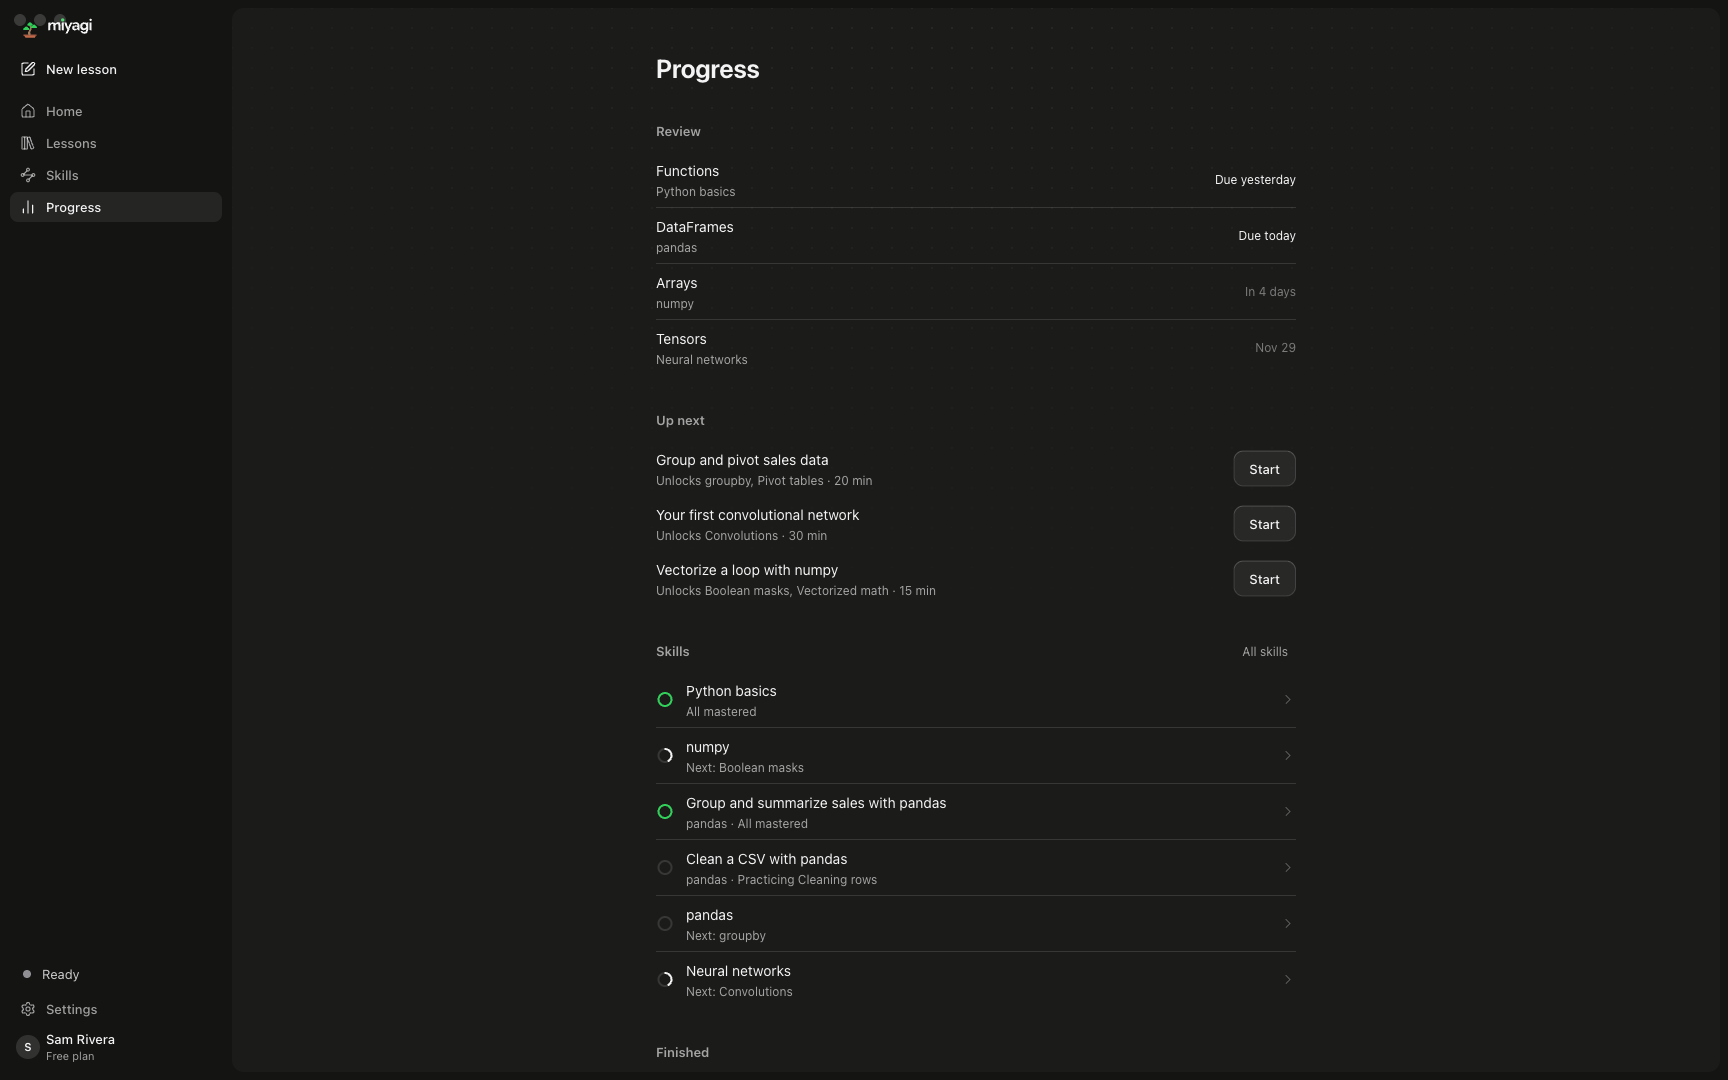 miyagi
New lesson
Home
Lessons
Skills
Progress
Ready
Settings
S
Sam Rivera
Free plan
Progress
Review
Functions
Python basics
Due yesterday
DataFrames
pandas
Due today
Arrays
numpy
In 4 days
Tensors
Neural networks
Nov 29
Up next
Group and pivot sales data
Unlocks groupby, Pivot tables · 20 min
Start
Your first convolutional network
Unlocks Convolutions · 30 min
Start
Vectorize a loop with numpy
Unlocks Boolean masks, Vectorized math · 15 min
Start
Skills
All skills
Python basics
All mastered
numpy
Next: Boolean masks
Group and summarize sales with pandas
pandas · All mastered
Clean a CSV with pandas
pandas · Practicing Cleaning rows
pandas
Next: groupby
Neural networks
Next: Convolutions
Finished